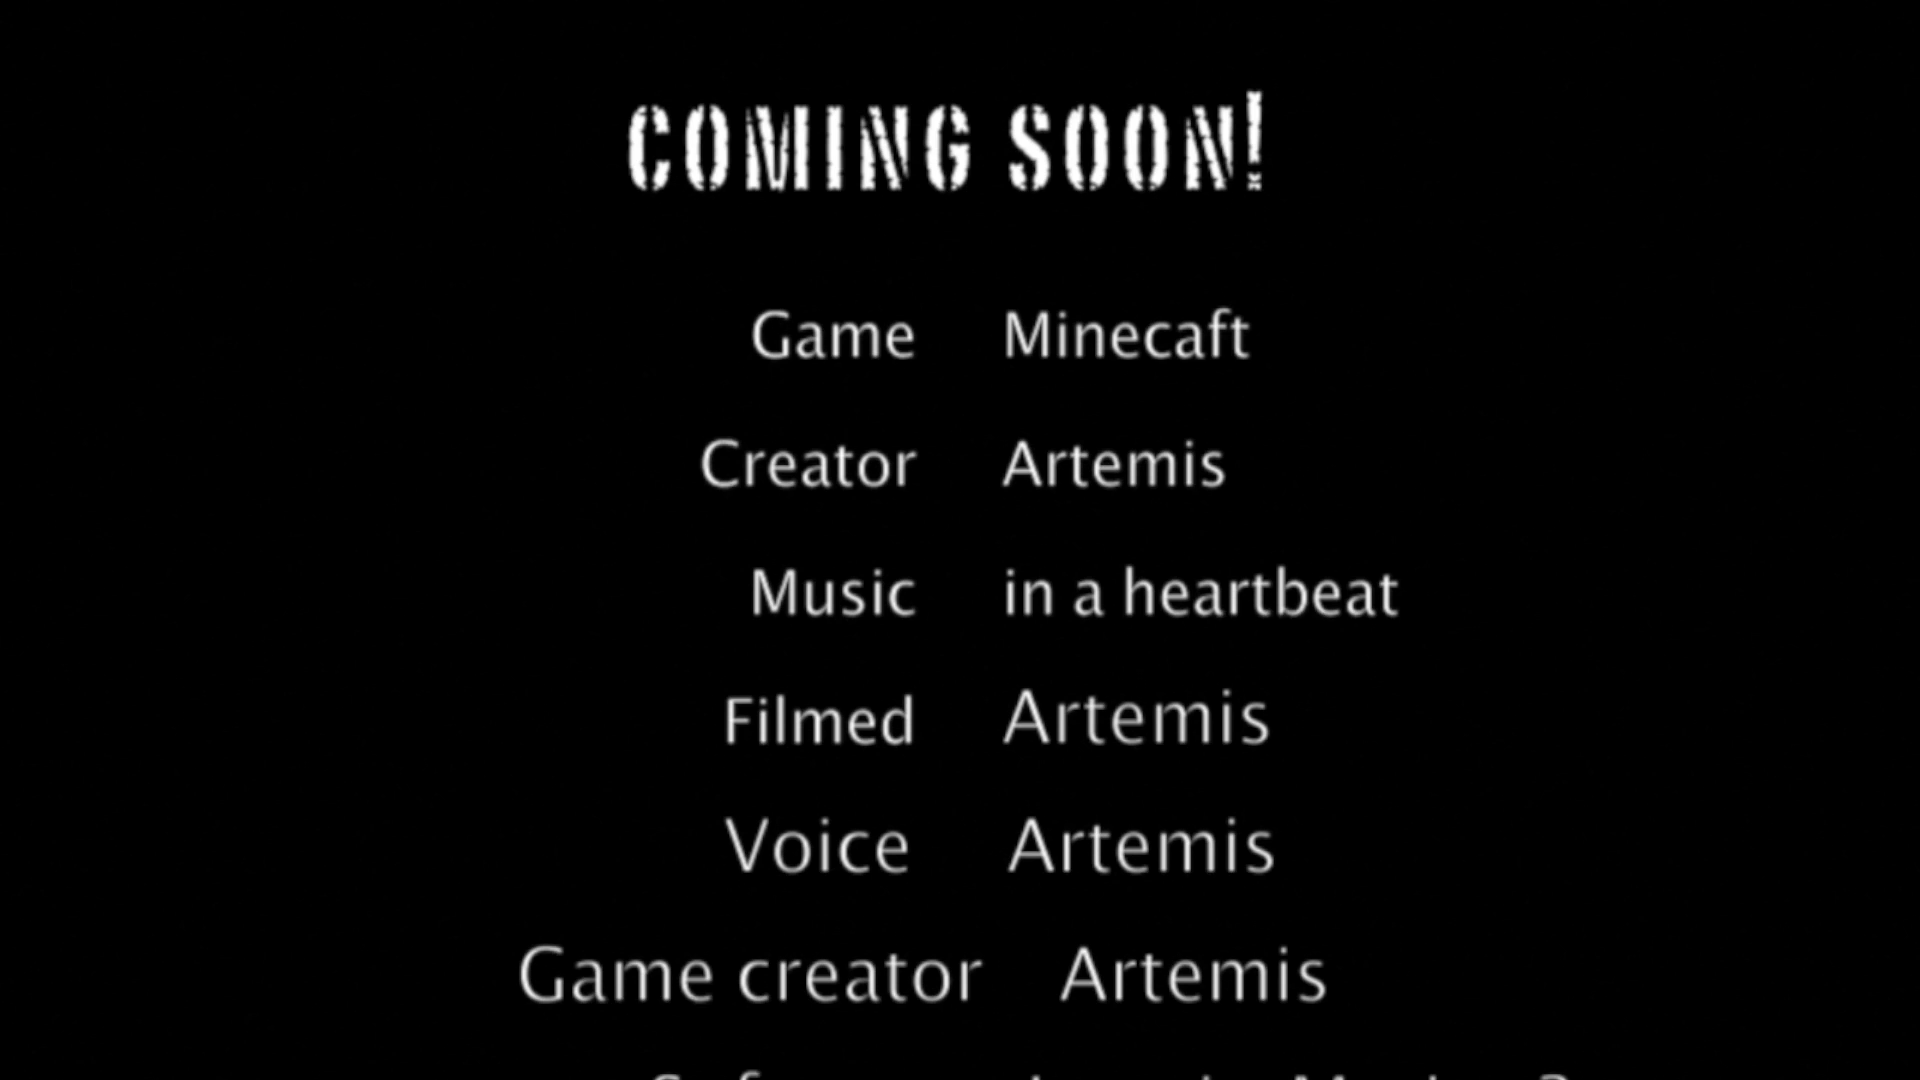 COMING SOON!
Game Minecaft
Creator Artemis
Music in a heartbeat
Filmed Artemis
Voice Artemis
Game creator Artemis